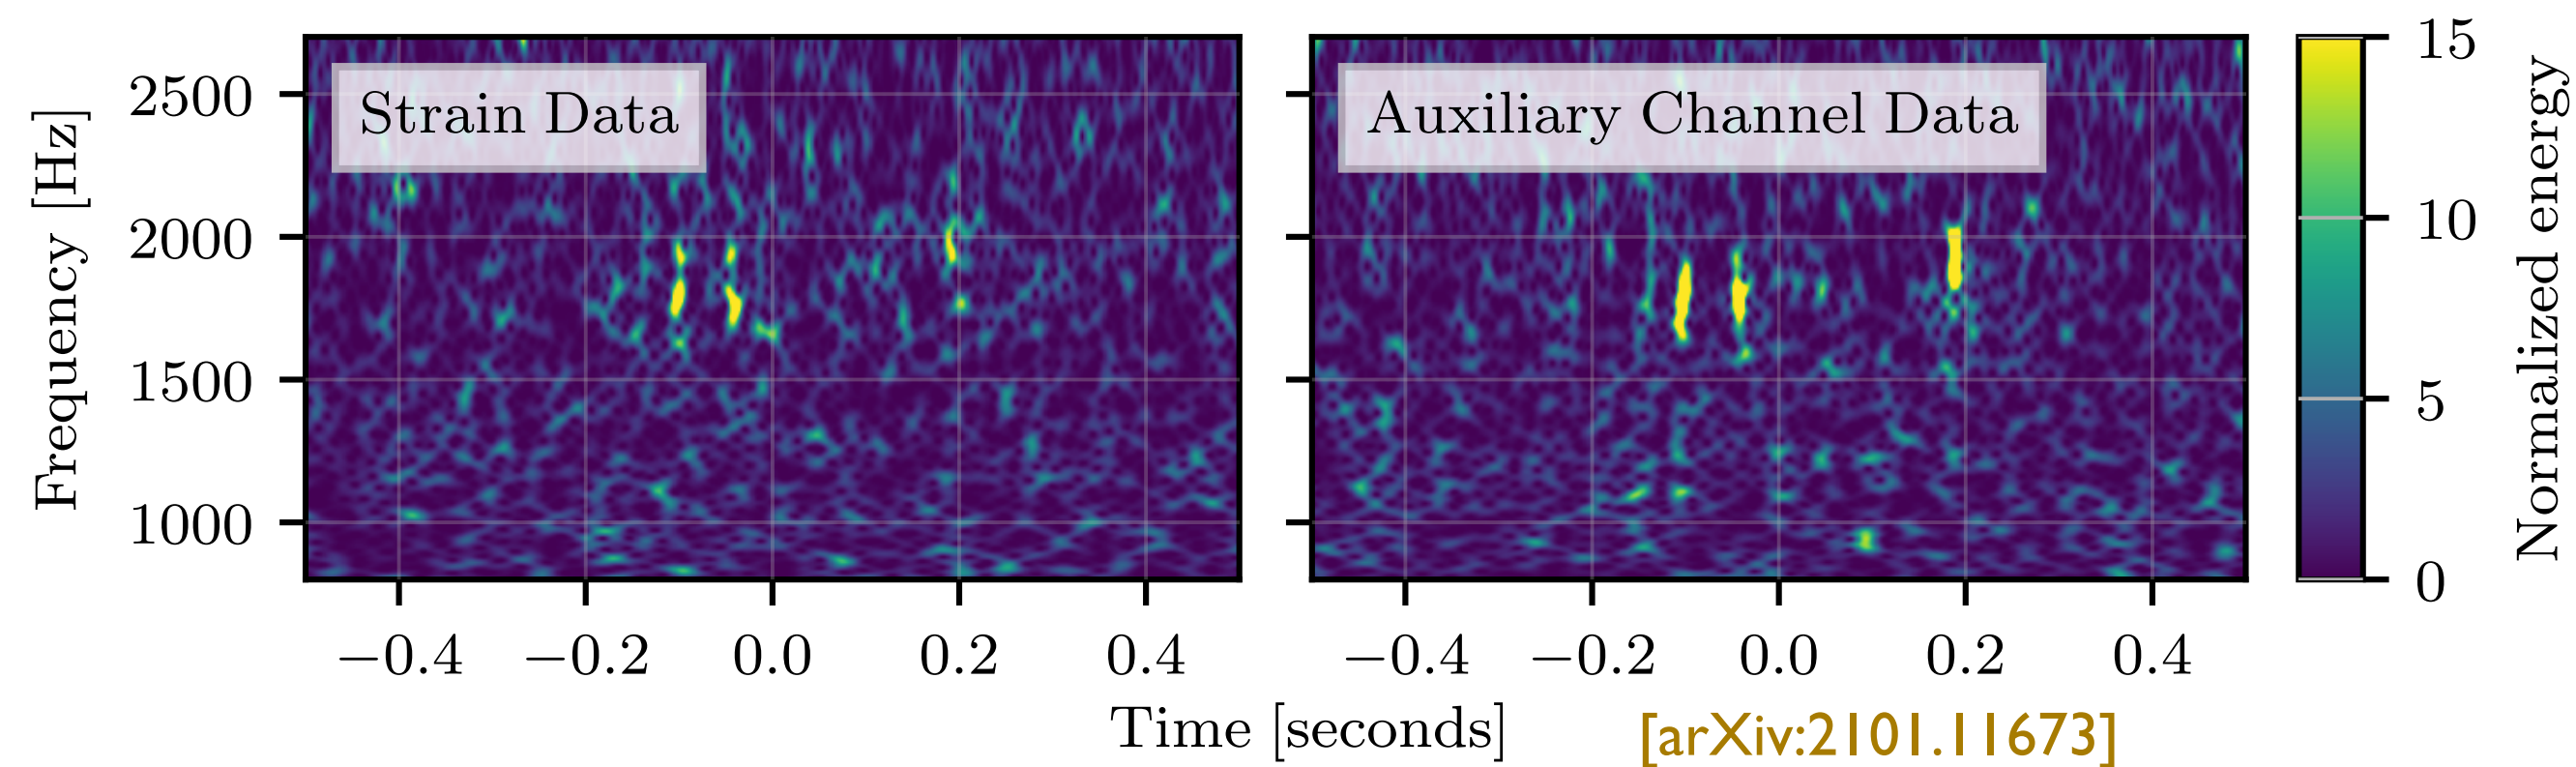 Strain Data
Auxiliary Channel Data
Frequency [Hz]
2500
2000
1500
1000
−0.4 −0.2 0.0 0.2 0.4
−0.4 −0.2 0.0 0.2 0.4
Time [seconds]
15
10
5
0
Normalized energy
[arXiv:2101.11673]